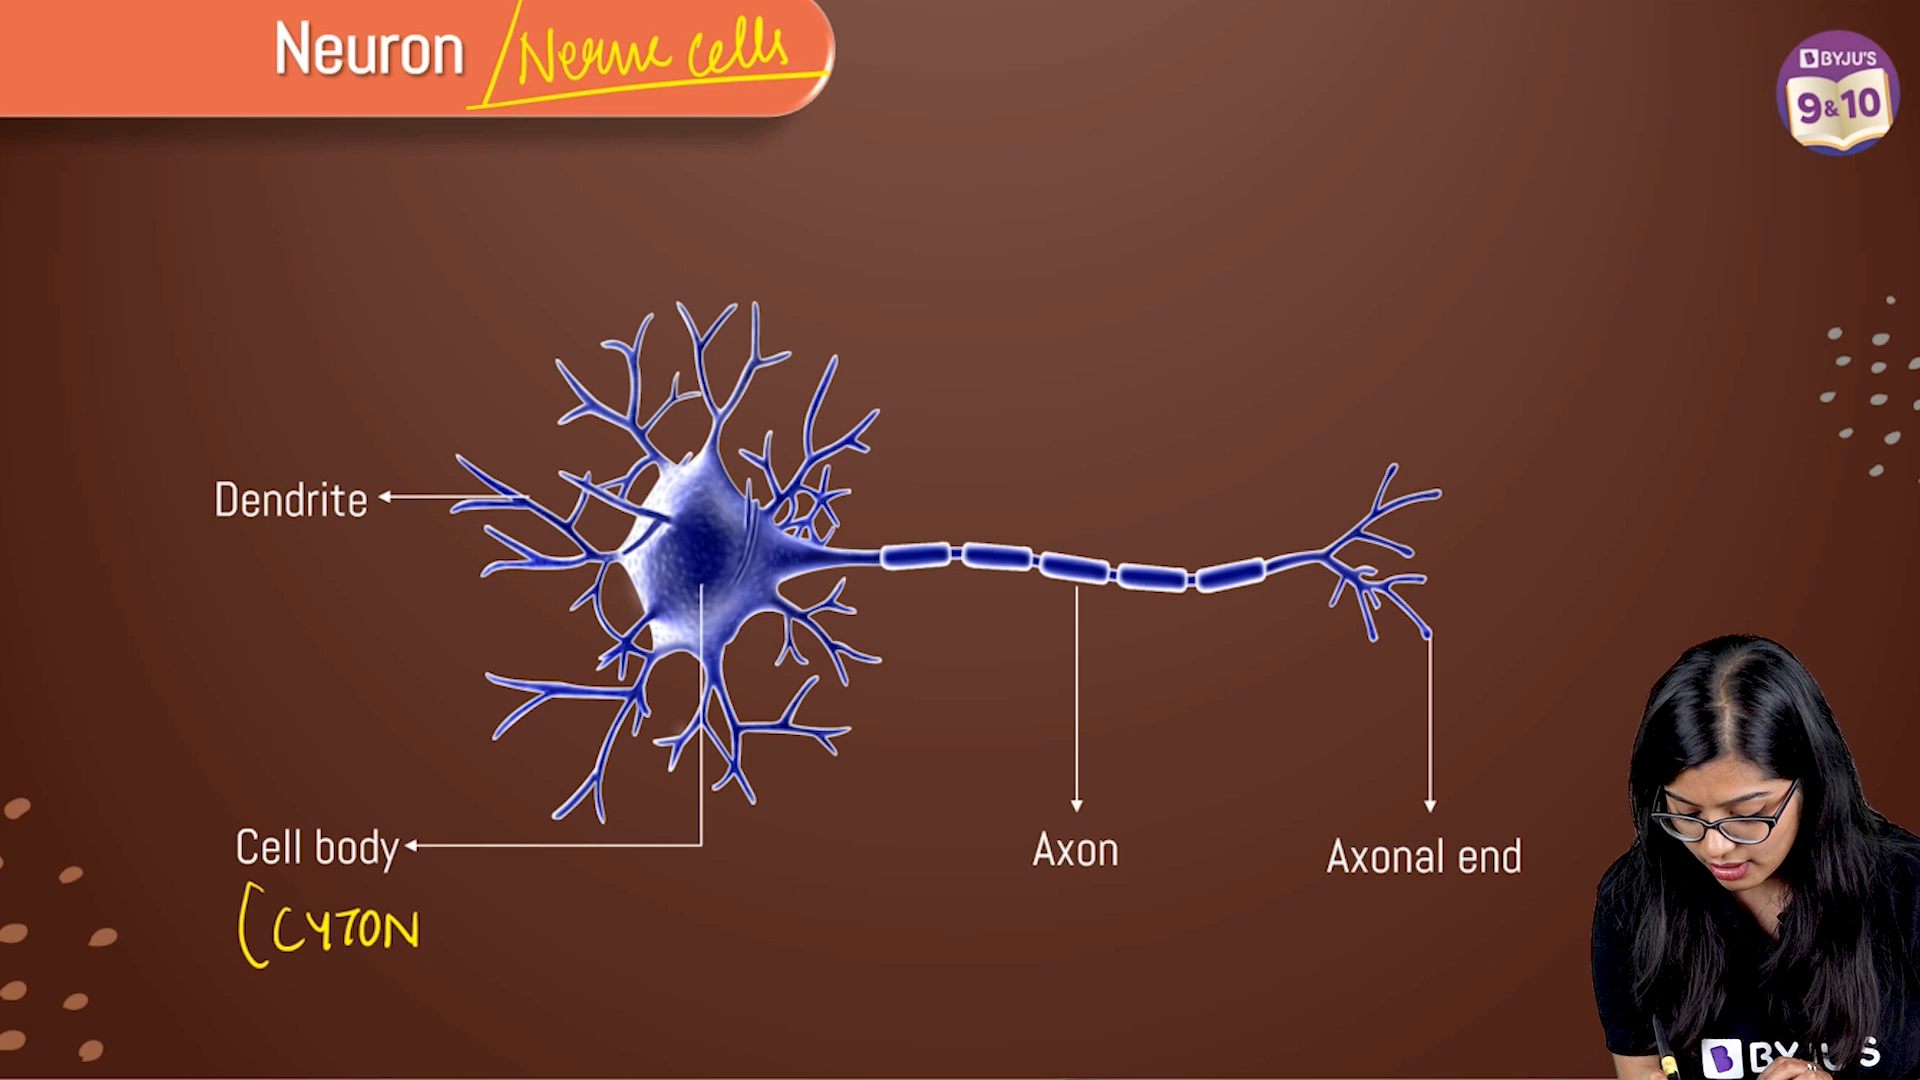 Neuron / Nerve cells
BYJU'S
9&10
Dendrite
Cell body
(CYTON
Axon
Axonal end